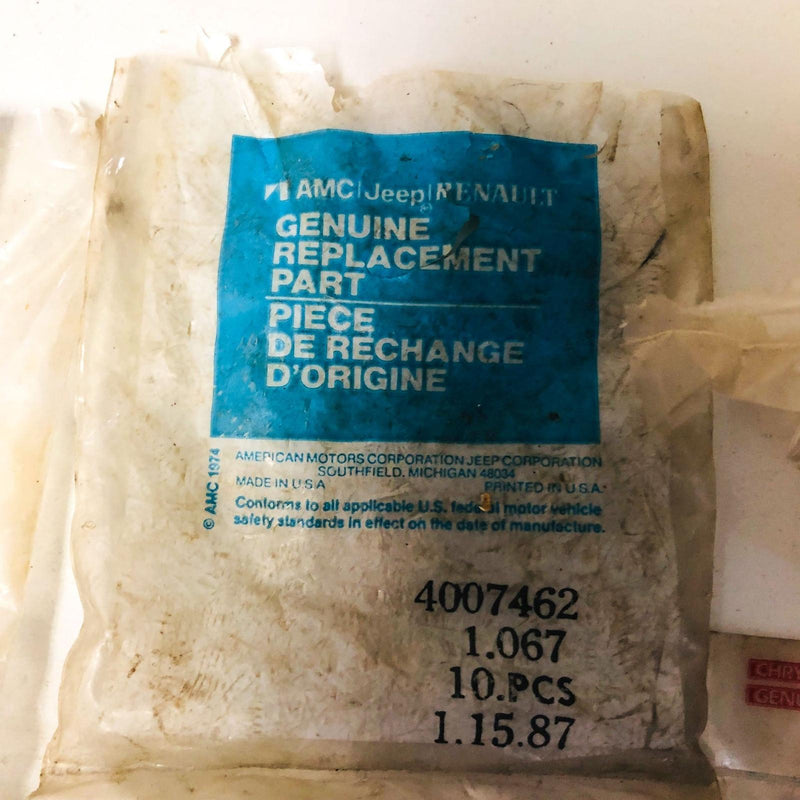 AMC|Jeep|RENAULT
GENUINE
REPLACEMENT
PART
PIECE
DE RECHANGE
D'ORIGINE
© AMC 1974
AMERICAN MOTORS CORPORATION JEEP CORPORATION
SOUTHFIELD, MICHIGAN 48034
MADE IN U.S.A. PRINTED IN U.S.A.
Conforms to all applicable U.S. federal motor vehicle
safety standards in effect on the date of manufacture.
4007462
1.067
10.PCS
1.15.87